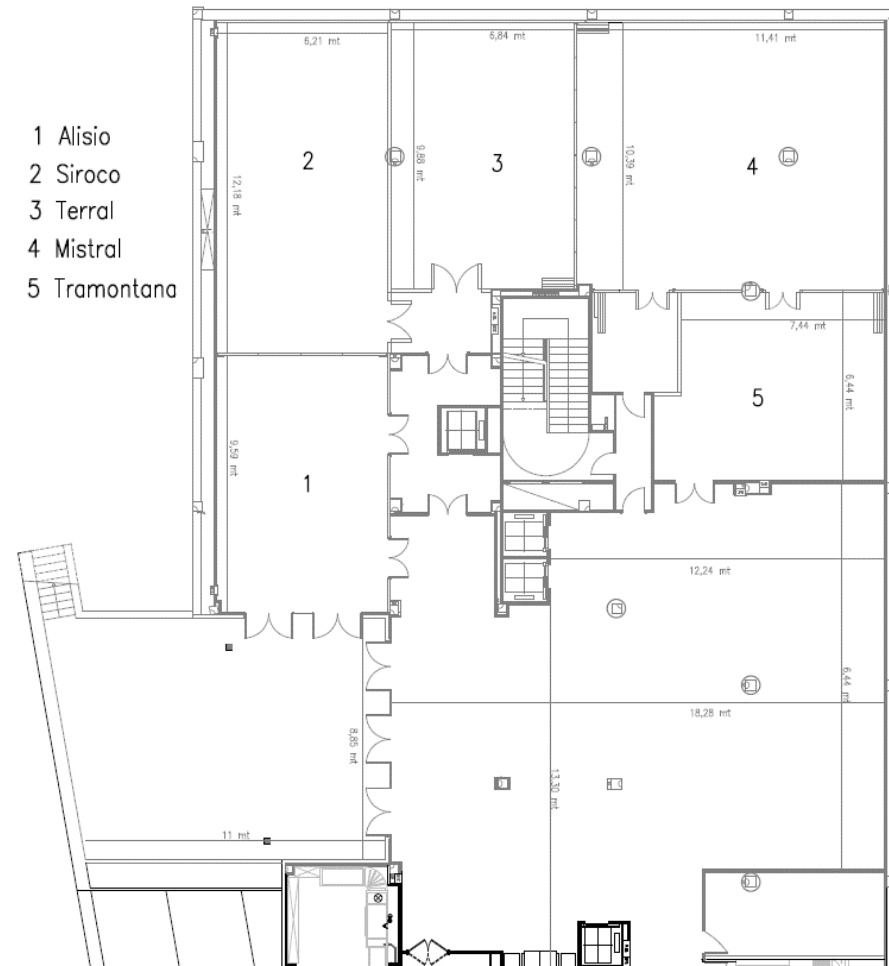 6,21 mt
6,84 mt
11,41 mt
1 Alisio
2 Siroco
3 Terral
4 Mistral
5 Tramontana
2
3
4
12,18 mt
9,88 mt
10,39 mt
7,44 mt
5
6,44 mt
1
9,59 mt
12,24 mt
6,44 mt
18,28 mt
8,85 mt
13,30 mt
11 mt